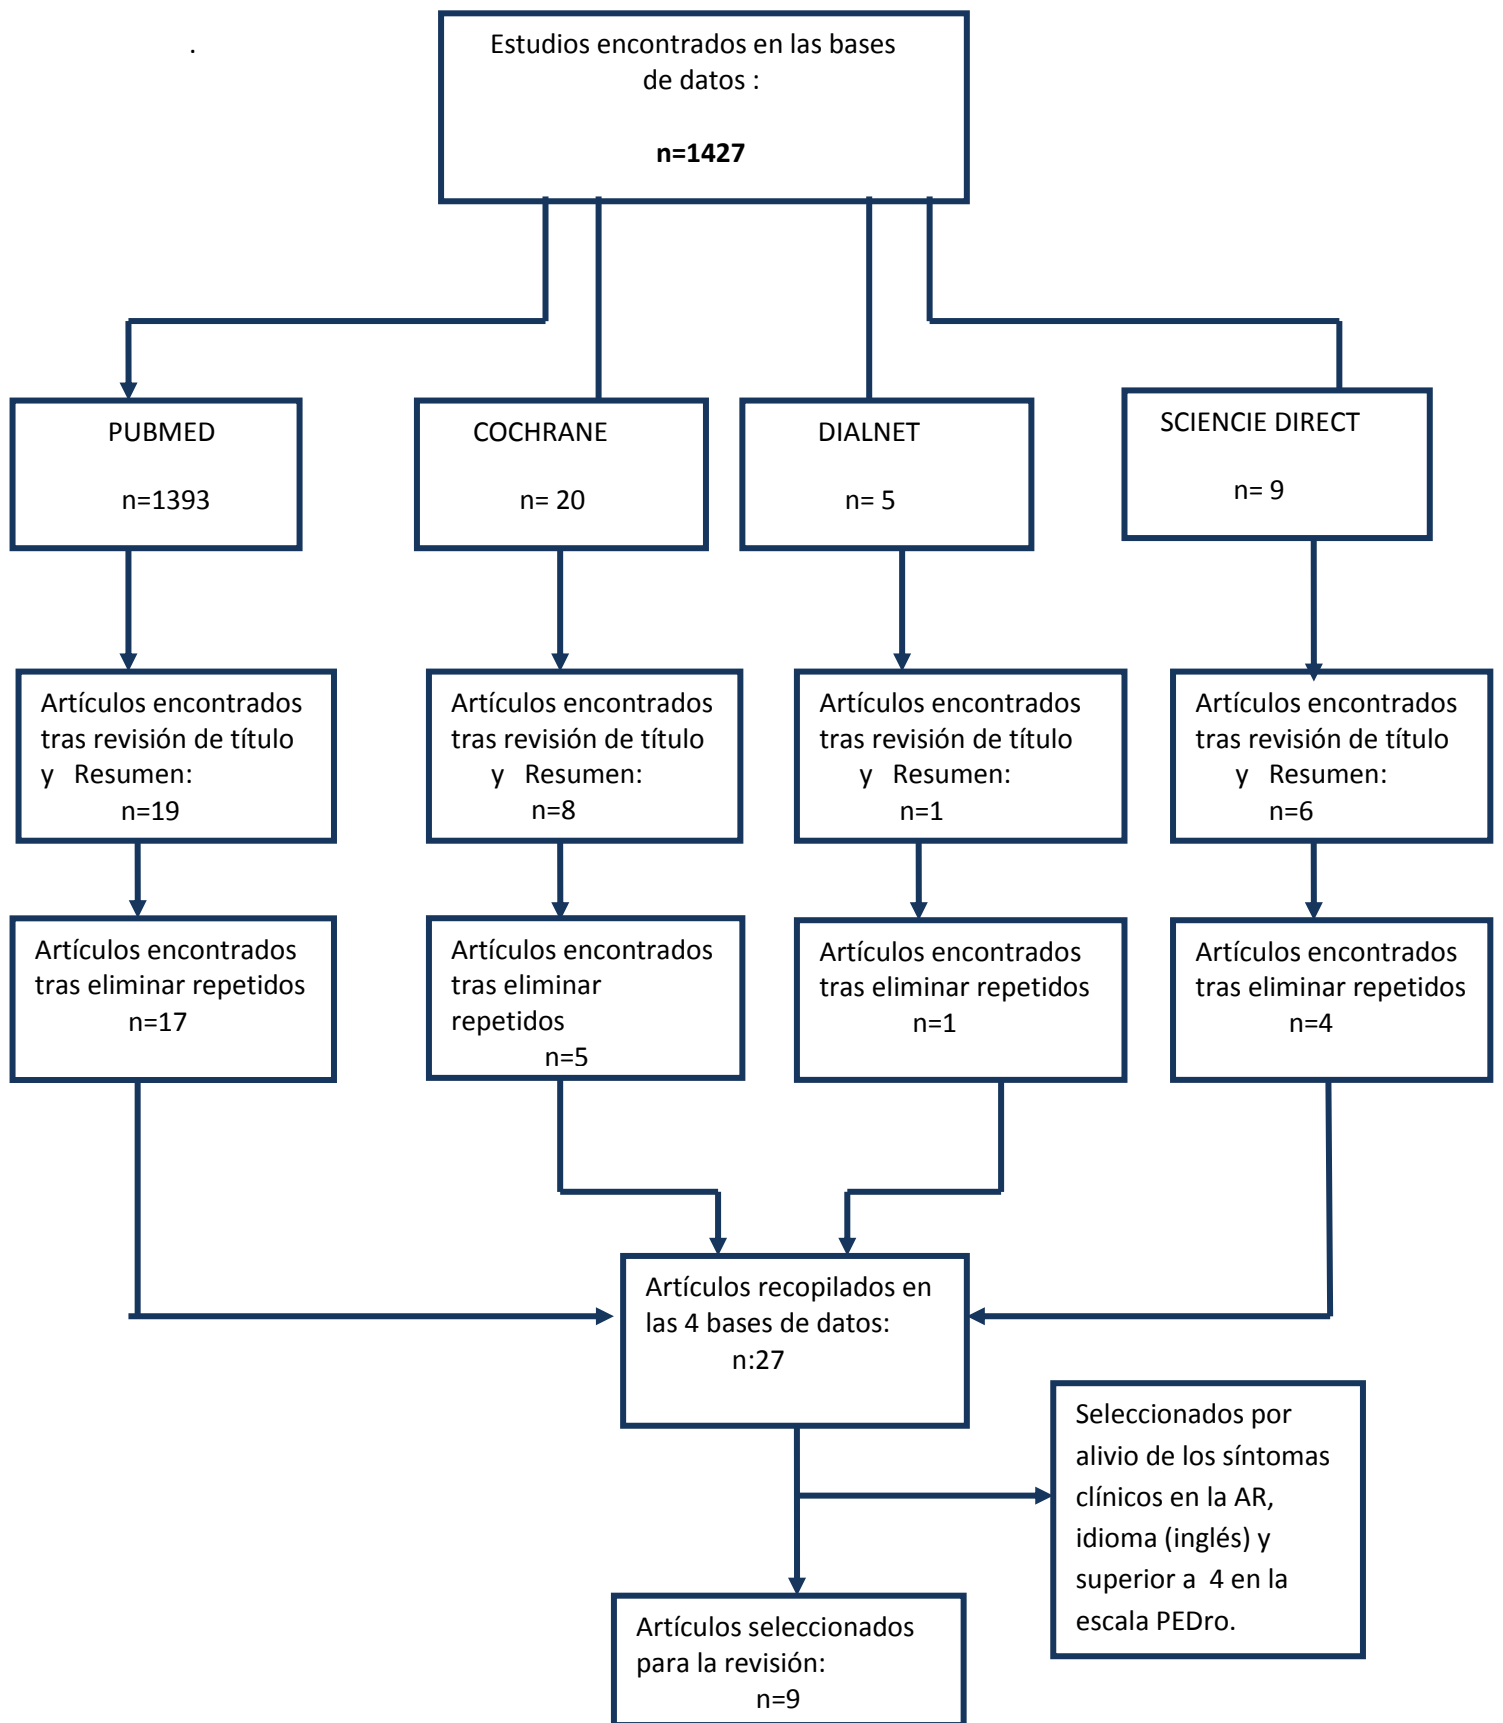 .
Estudios encontrados en las bases
de datos :
n=1427
PUBMED
n=1393
COCHRANE
n= 20
DIALNET
n= 5
SCIENCIE DIRECT
n= 9
Artículos encontrados
tras revisión de título
y Resumen:
n=19
Artículos encontrados
tras revisión de título
y Resumen:
n=8
Artículos encontrados
tras revisión de título
y Resumen:
n=1
Artículos encontrados
tras revisión de título
y Resumen:
n=6
Artículos encontrados
tras eliminar repetidos
n=17
Artículos encontrados
tras eliminar
repetidos
n=5
Artículos encontrados
tras eliminar repetidos
n=1
Artículos encontrados
tras eliminar repetidos
n=4
Artículos recopilados en
las 4 bases de datos:
n:27
Seleccionados por
alivio de los síntomas
clínicos en la AR,
idioma (inglés) y
superior a 4 en la
escala PEDro.
Artículos seleccionados
para la revisión:
n=9